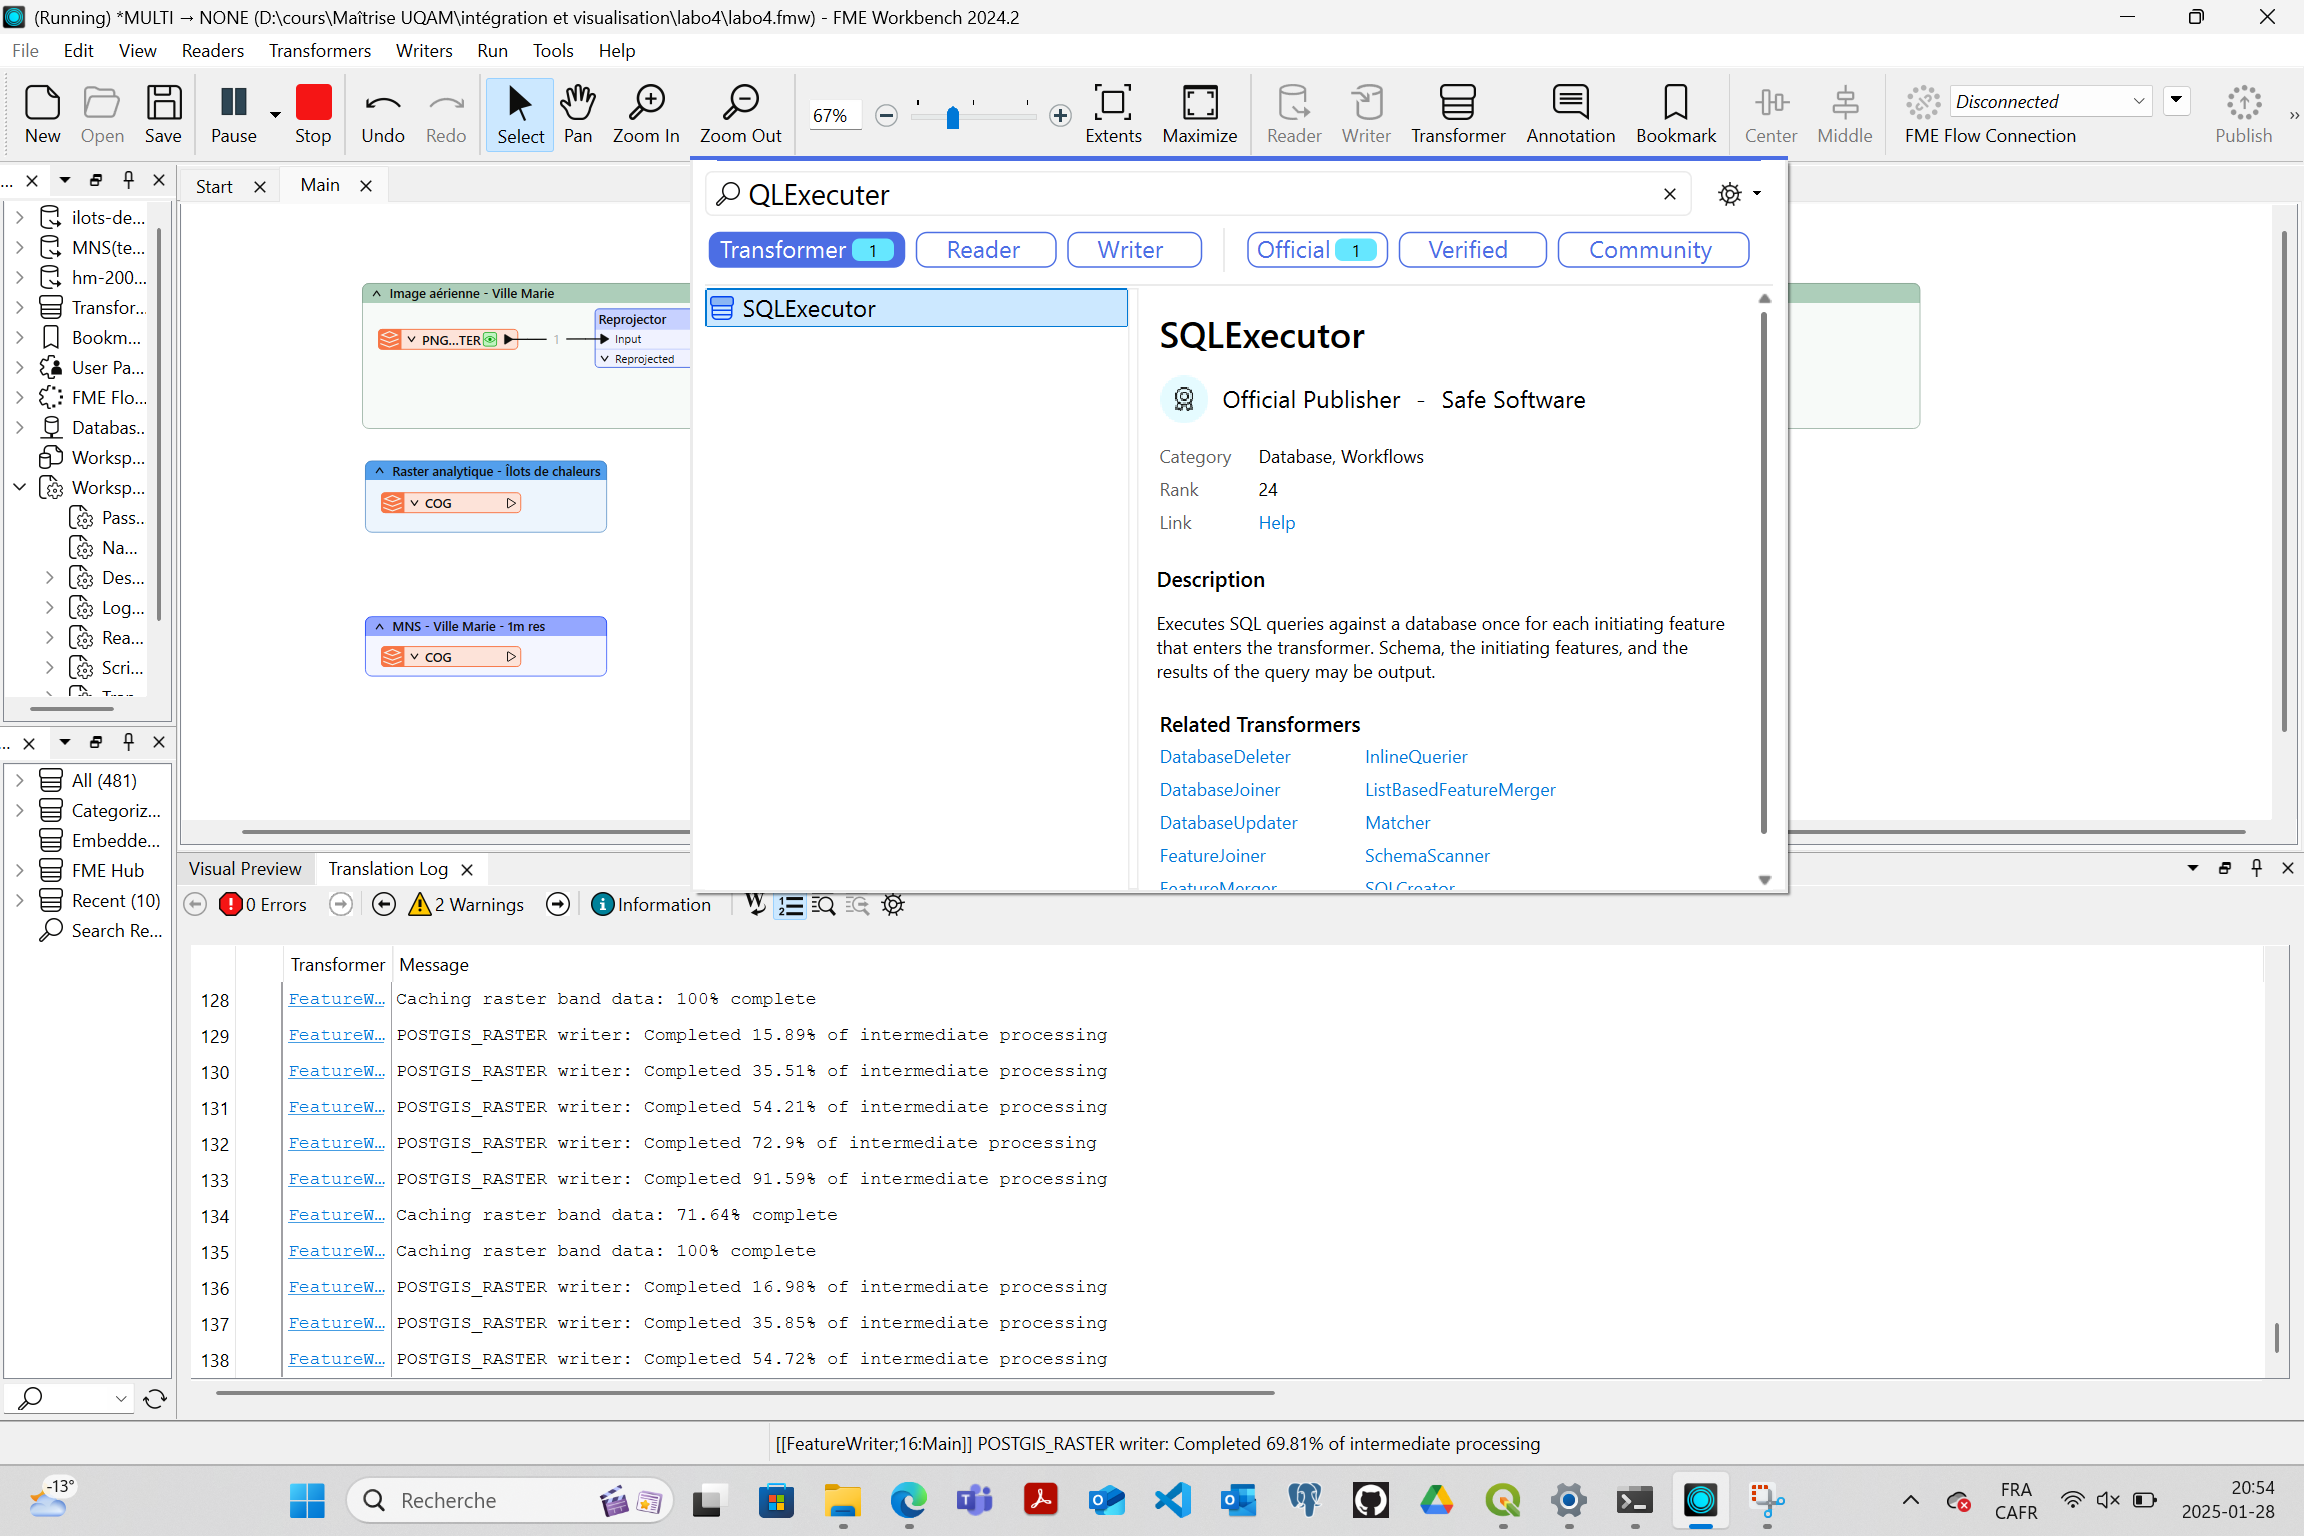 (Running) *MULTI → NONE (D:\cours\Maîtrise UQAM\intégration et visualisation\labo4\labo4.fmw) - FME Workbench 2024.2
File Edit View Readers Transformers Writers Run Tools Help
New Open Save Pause Stop Undo Redo Select Pan Zoom In Zoom Out 67% Extents Maximize Reader Writer Transformer Annotation Bookmark Center Middle Disconnected FME Flow Connection Publish
Start Main
ilots-de...
MNS(te...
hm-200...
Transfor...
Bookm...
User Pa...
FME Flo...
Databas...
Worksp...
Worksp...
Pass...
Na...
Des...
Log...
Rea...
Scri...
Image aérienne - Ville Marie
PNG...TER
1
Reprojector
Input
Reprojected
Raster analytique - Îlots de chaleurs
COG
MNS - Ville Marie - 1m res
COG
QLExecuter
Transformer 1 Reader Writer Official 1 Verified Community
SQLExecutor
SQLExecutor
Official Publisher - Safe Software
Category Database, Workflows
Rank 24
Link Help
Description
Executes SQL queries against a database once for each initiating feature
that enters the transformer. Schema, the initiating features, and the
results of the query may be output.
Related Transformers
DatabaseDeleter InlineQuerier
DatabaseJoiner ListBasedFeatureMerger
DatabaseUpdater Matcher
FeatureJoiner SchemaScanner
FeatureMerger SQLCreator
All (481)
Categoriz...
Embedde...
FME Hub
Recent (10)
Search Re...
Visual Preview Translation Log
0 Errors 2 Warnings Information
Transformer Message
128 FeatureW... Caching raster band data: 100% complete
129 FeatureW... POSTGIS_RASTER writer: Completed 15.89% of intermediate processing
130 FeatureW... POSTGIS_RASTER writer: Completed 35.51% of intermediate processing
131 FeatureW... POSTGIS_RASTER writer: Completed 54.21% of intermediate processing
132 FeatureW... POSTGIS_RASTER writer: Completed 72.9% of intermediate processing
133 FeatureW... POSTGIS_RASTER writer: Completed 91.59% of intermediate processing
134 FeatureW... Caching raster band data: 71.64% complete
135 FeatureW... Caching raster band data: 100% complete
136 FeatureW... POSTGIS_RASTER writer: Completed 16.98% of intermediate processing
137 FeatureW... POSTGIS_RASTER writer: Completed 35.85% of intermediate processing
138 FeatureW... POSTGIS_RASTER writer: Completed 54.72% of intermediate processing
[[FeatureWriter;16:Main]] POSTGIS_RASTER writer: Completed 69.81% of intermediate processing
-13°
Recherche
FRA
CAFR
20:54
2025-01-28